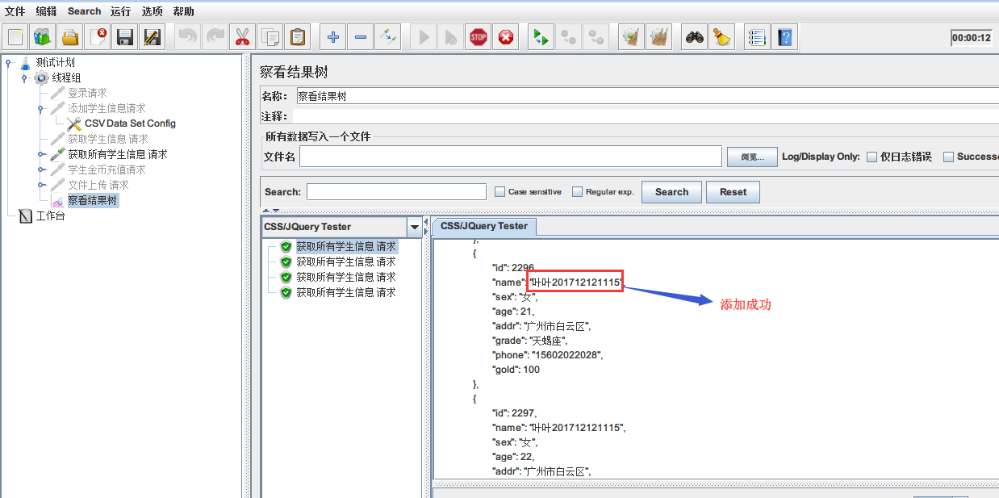 文件 编辑 Search 运行 选项 帮助
STOP
00:00:12
测试计划
线程组
登录请求
添加学生信息请求
CSV Data Set Config
获取学生信息 请求
获取所有学生信息 请求
学生金币充值请求
文件上传 请求
察看结果树
工作台
察看结果树
名称: 察看结果树
注释:
所有数据写入一个文件
文件名 浏览... Log/Display Only: 仅日志错误 Successe
Search: Case sensitive Regular exp. Search Reset
CSS/JQuery Tester
获取所有学生信息 请求
获取所有学生信息 请求
获取所有学生信息 请求
获取所有学生信息 请求
CSS/JQuery Tester
},
{
"id": 2296,
"name": "叶叶201712121115",
"sex": "女",
"age": 21,
"addr": "广州市白云区",
"grade": "天蝎座",
"phone": "15602022028",
"gold": 100
},
{
"id": 2297,
"name": "叶叶201712121115",
"sex": "女",
"age": 22,
"addr": "广州市白云区",
添加成功